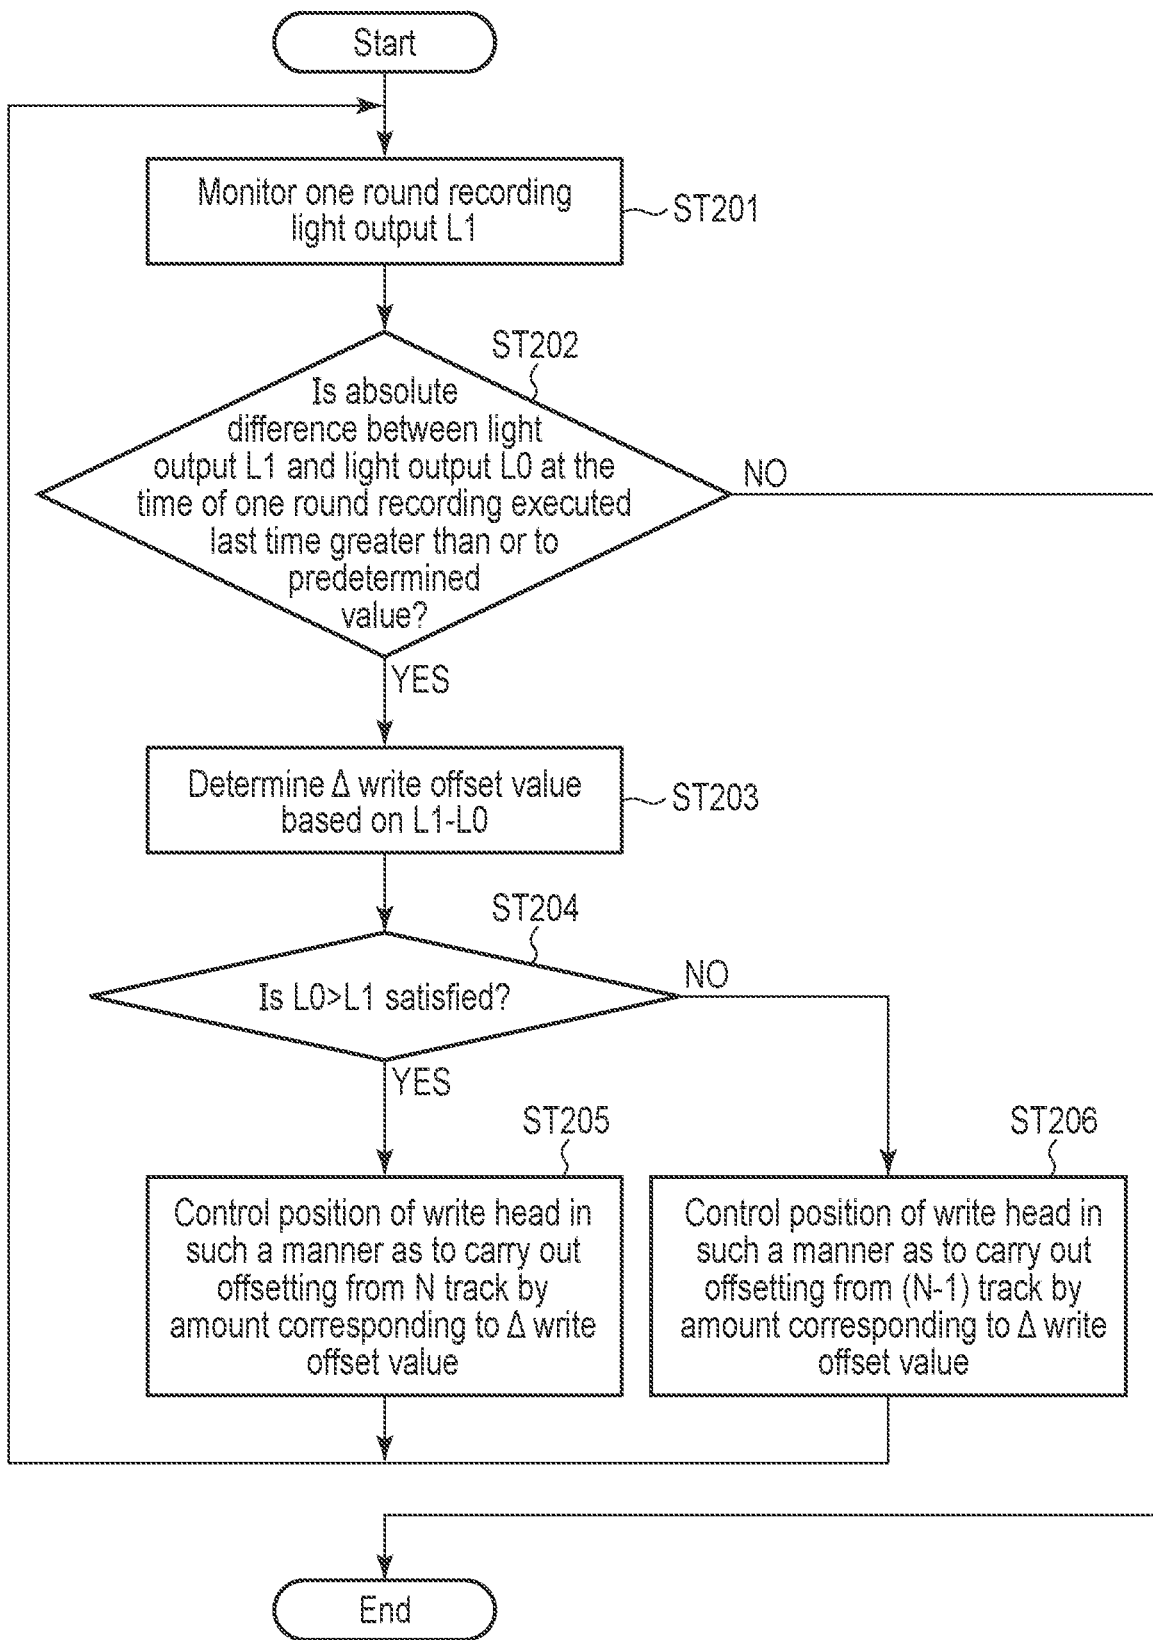 Start
Monitor one round recording
light output L1
ST201
ST202
Is absolute
difference between light
output L1 and light output L0 at the
time of one round recording executed
last time greater than or to
predetermined
value?
NO
YES
Determine Δ write offset value
based on L1-L0
ST203
ST204
Is L0>L1 satisfied?
NO
YES
ST205
Control position of write head in
such a manner as to carry out
offsetting from N track by
amount corresponding to Δ write
offset value
ST206
Control position of write head in
such a manner as to carry out
offsetting from (N-1) track by
amount corresponding to Δ write
offset value
End